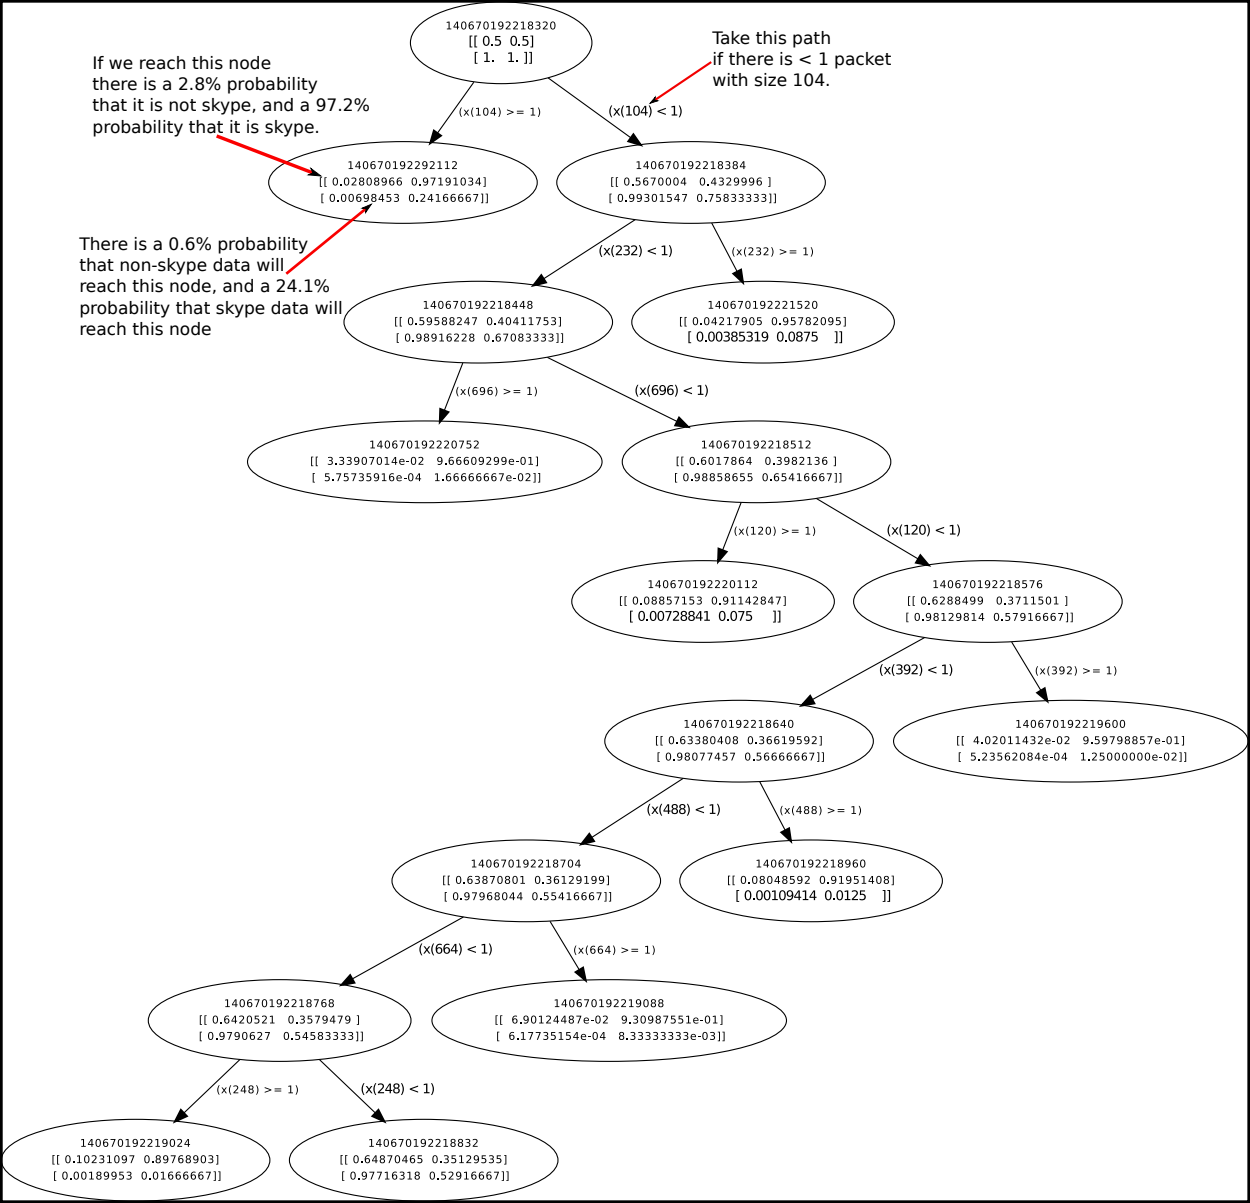 140670192218320
[[ 0.5  0.5]
[ 1.   1. ]]
If we reach this node
there is a 2.8% probability
that it is not skype, and a 97.2%
probability that it is skype.
Take this path
if there is < 1 packet
with size 104.
(x(104) >= 1)
(x(104) < 1)
140670192292112
[[ 0.02808966  0.97191034]
[ 0.00698453  0.24166667]]
140670192218384
[[ 0.5670004   0.4329996 ]
[ 0.99301547  0.75833333]]
There is a 0.6% probability
that non-skype data will
reach this node, and a 24.1%
probability that skype data will
reach this node
(x(232) < 1)
(x(232) >= 1)
140670192218448
[[ 0.59588247  0.40411753]
[ 0.98916228  0.67083333]]
140670192221520
[[ 0.04217905  0.95782095]
[ 0.00385319  0.0875    ]]
(x(696) >= 1)
(x(696) < 1)
140670192220752
[[  3.33907014e-02   9.66609299e-01]
[  5.75735916e-04   1.66666667e-02]]
140670192218512
[[ 0.6017864   0.3982136 ]
[ 0.98858655  0.65416667]]
(x(120) >= 1)
(x(120) < 1)
140670192220112
[[ 0.08857153  0.91142847]
[ 0.00728841  0.075     ]]
140670192218576
[[ 0.6288499   0.3711501 ]
[ 0.98129814  0.57916667]]
(x(392) < 1)
(x(392) >= 1)
140670192218640
[[ 0.63380408  0.36619592]
[ 0.98077457  0.56666667]]
140670192219600
[[  4.02011432e-02   9.59798857e-01]
[  5.23562084e-04   1.25000000e-02]]
(x(488) < 1)
(x(488) >= 1)
140670192218704
[[ 0.63870801  0.36129199]
[ 0.97968044  0.55416667]]
140670192218960
[[ 0.08048592  0.91951408]
[ 0.00109414  0.0125    ]]
(x(664) < 1)
(x(664) >= 1)
140670192218768
[[ 0.6420521   0.3579479 ]
[ 0.9790627   0.54583333]]
140670192219088
[[  6.90124487e-02   9.30987551e-01]
[  6.17735154e-04   8.33333333e-03]]
(x(248) >= 1)
(x(248) < 1)
140670192219024
[[ 0.10231097  0.89768903]
[ 0.00189953  0.01666667]]
140670192218832
[[ 0.64870465  0.35129535]
[ 0.97716318  0.52916667]]